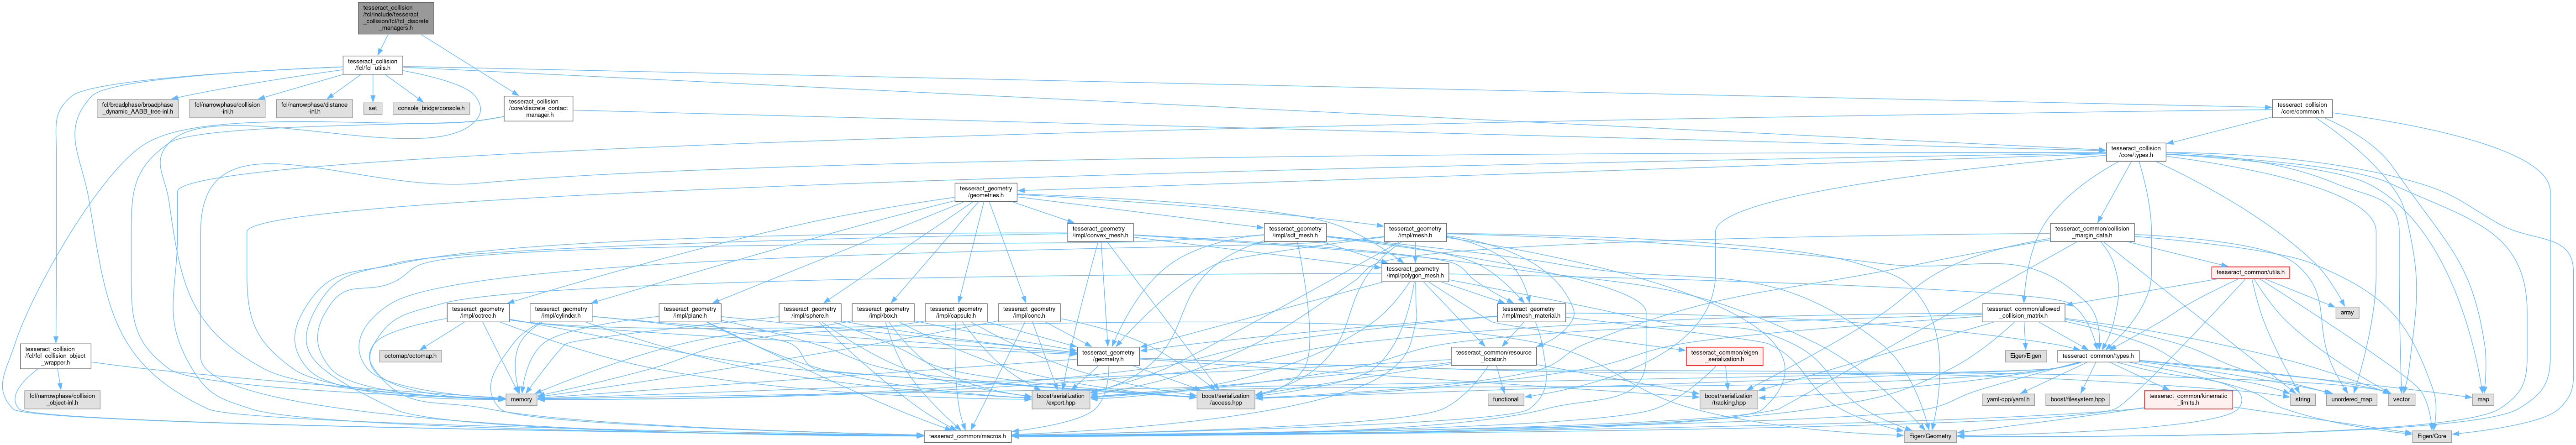 tesseract_collision
/fcl/include/tesseract
_collision/fcl/fcl_discrete
_managers.h
tesseract_collision
/fcl/fcl_utils.h
tesseract_collision
/core/discrete_contact
_manager.h
fcl/broadphase/broadphase
_dynamic_AABB_tree-inl.h
fcl/narrowphase/collision
-inl.h
fcl/narrowphase/distance
-inl.h
set
console_bridge/console.h
tesseract_collision
/core/common.h
tesseract_collision
/core/types.h
tesseract_geometry
/geometries.h
tesseract_geometry
/impl/convex_mesh.h
tesseract_geometry
/impl/sdf_mesh.h
tesseract_geometry
/impl/mesh.h
tesseract_common/collision
_margin_data.h
tesseract_geometry
/impl/polygon_mesh.h
tesseract_common/utils.h
tesseract_geometry
/impl/octree.h
tesseract_geometry
/impl/cylinder.h
tesseract_geometry
/impl/plane.h
tesseract_geometry
/impl/sphere.h
tesseract_geometry
/impl/box.h
tesseract_geometry
/impl/capsule.h
tesseract_geometry
/impl/cone.h
tesseract_geometry
/impl/mesh_material.h
tesseract_common/allowed
_collision_matrix.h
array
tesseract_collision
/fcl/fcl_collision_object
_wrapper.h
octomap/octomap.h
tesseract_geometry
/geometry.h
tesseract_common/resource
_locator.h
tesseract_common/eigen
_serialization.h
Eigen/Eigen
tesseract_common/types.h
fcl/narrowphase/collision
_object-inl.h
memory
boost/serialization
/export.hpp
boost/serialization
/access.hpp
functional
boost/serialization
/tracking.hpp
yaml-cpp/yaml.h
boost/filesystem.hpp
tesseract_common/kinematic
_limits.h
string
unordered_map
vector
map
tesseract_common/macros.h
Eigen/Geometry
Eigen/Core